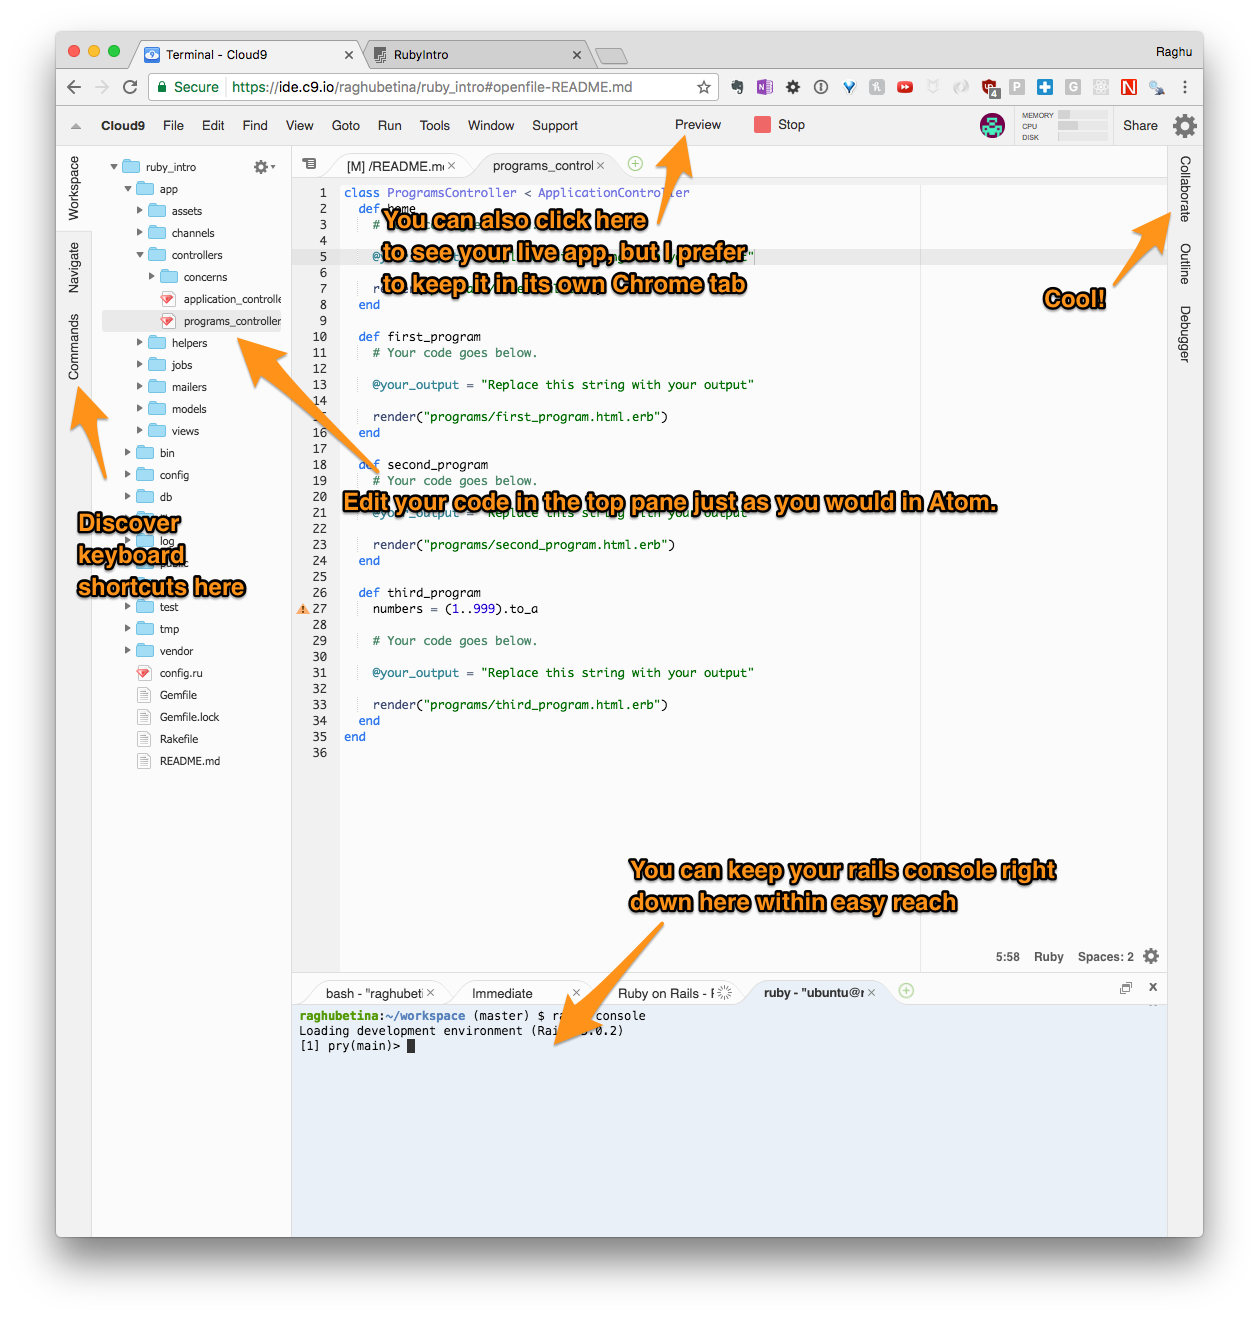 Terminal - Cloud9
RubyIntro
Raghu
Secure
https://ide.c9.io/raghubetina/ruby_intro#openfile-README.md
4
Cloud9 File Edit Find View Goto Run Tools Window Support
Preview
Stop
MEMORY
CPU
DISK
Share
Workspace
Navigate
Commands
ruby_intro
app
assets
channels
controllers
concerns
application_controlle
programs_controller
helpers
jobs
mailers
models
views
bin
config
db
log
public
test
tmp
vendor
config.ru
Gemfile
Gemfile.lock
Rakefile
README.md
[M] /README.m
programs_control
1 class ProgramsController < ApplicationController
2 def home
3 #
4
5
6
7
8 end
9
10 def first_program
11 # Your code goes below.
12
13 @your_output = "Replace this string with your output"
14
render("programs/first_program.html.erb")
16 end
17
18 def second_program
19 # Your code goes below.
20
21 @your_output = "Replace this string with your output"
22
23 render("programs/second_program.html.erb")
24 end
25
26 def third_program
27 numbers = (1..999).to_a
28
29 # Your code goes below.
30
31 @your_output = "Replace this string with your output"
32
33 render("programs/third_program.html.erb")
34 end
35 end
36
You can also click here
to see your live app, but I prefer
to keep it in its own Chrome tab
Cool!
Edit your code in the top pane just as you would in Atom.
Discover
keyboard
shortcuts here
You can keep your rails console right
down here within easy reach
Collaborate
Outline
Debugger
5:58 Ruby Spaces: 2
bash - "raghubeti
Immediate
Ruby on Rails - 
ruby - "ubuntu@r
raghubetina:~/workspace (master) $ rails console
Loading development environment (Rails 5.0.2)
[1] pry(main)>